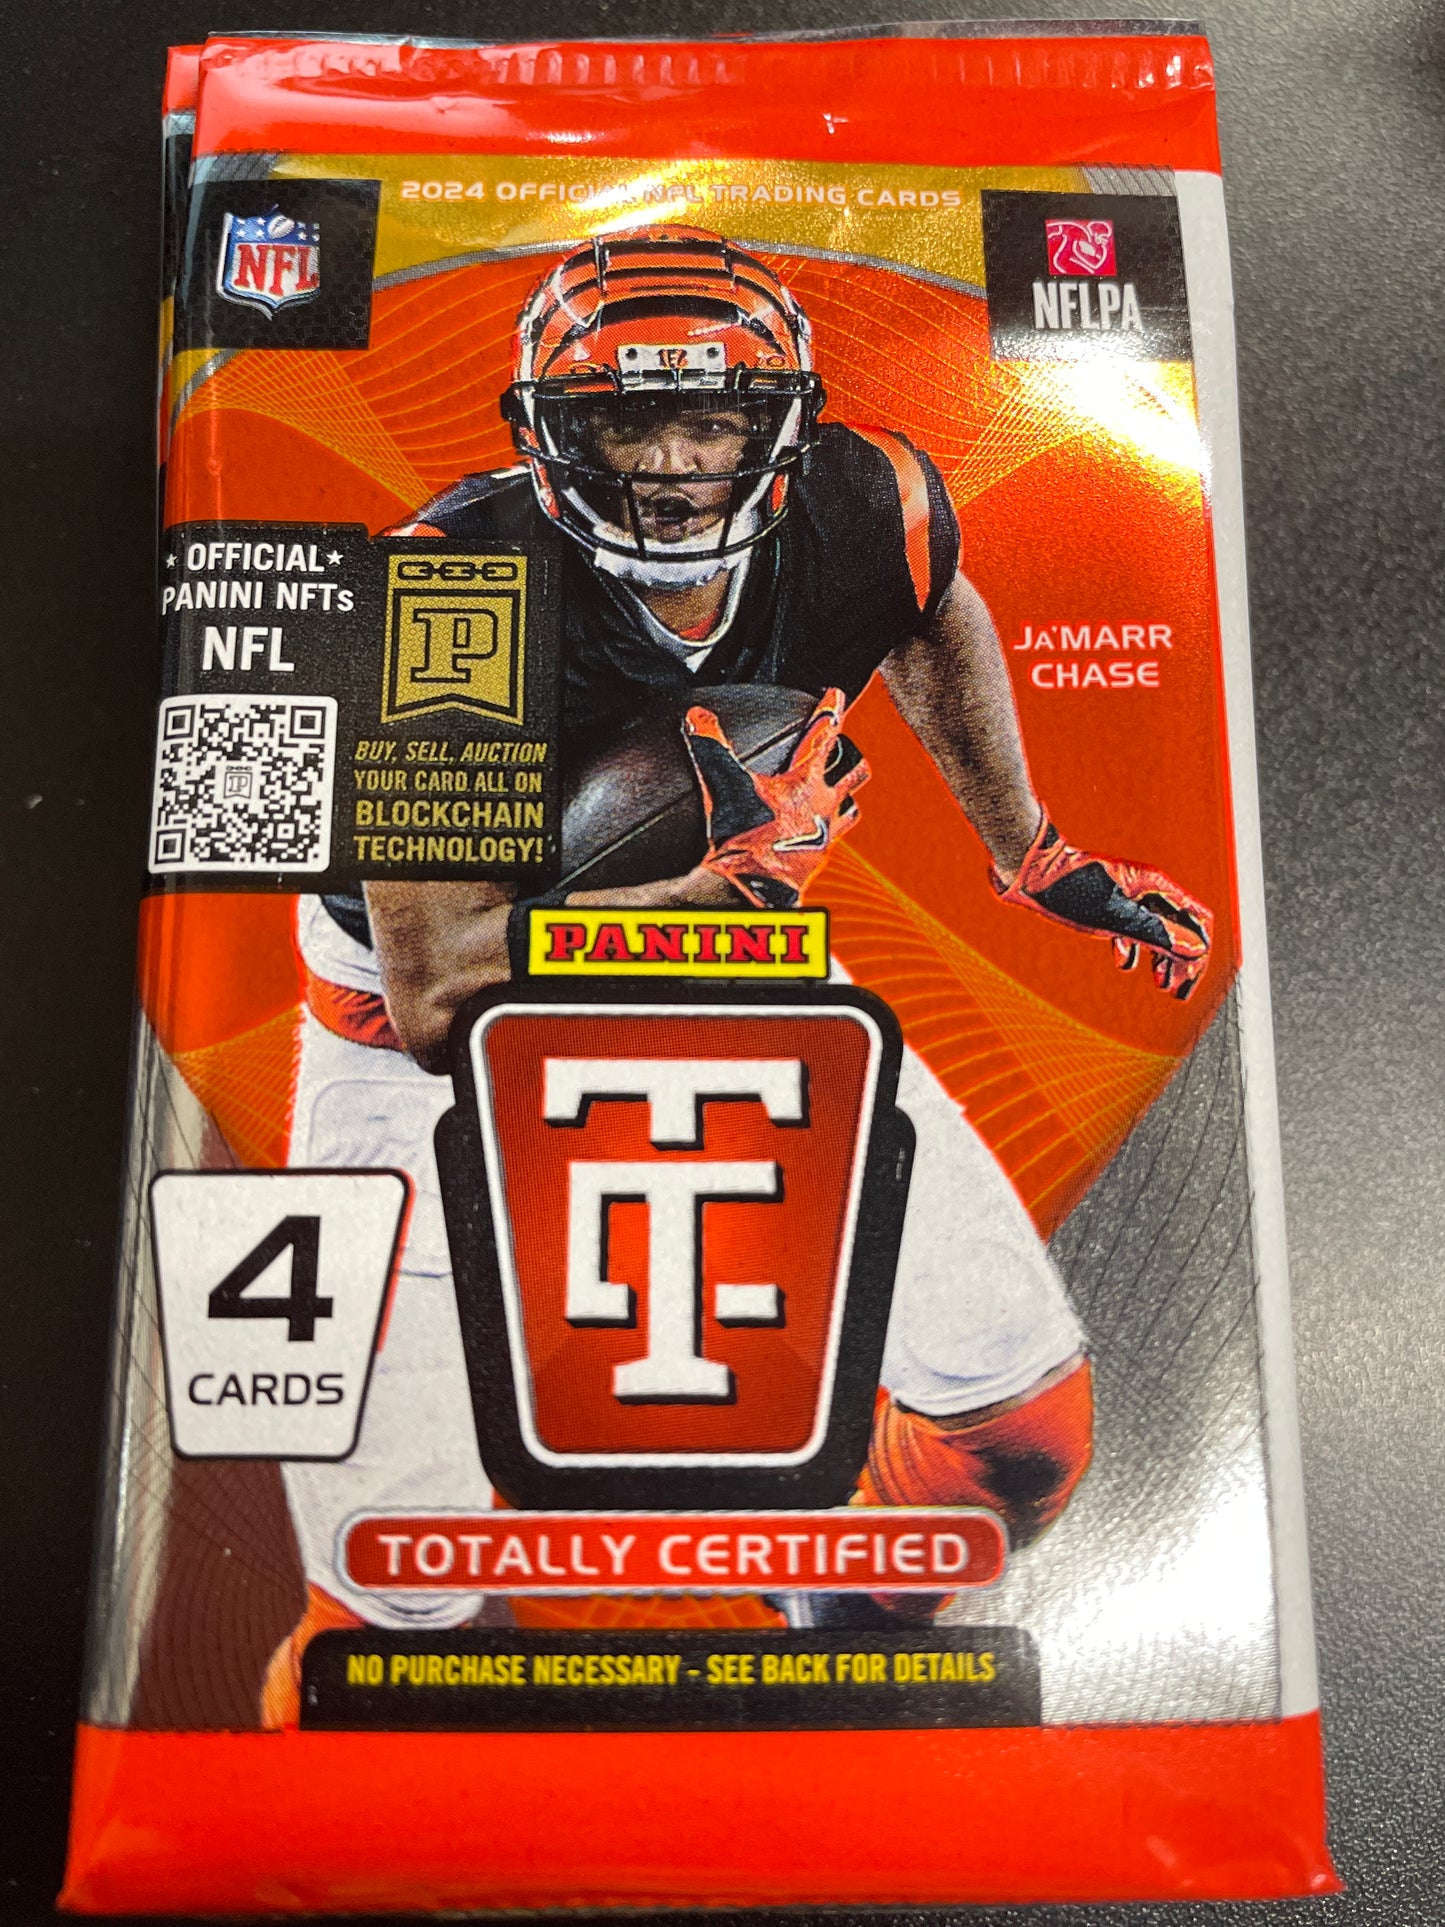 2024 OFFICIAL NFL TRADING CARDS
NFL
NFLPA
OFFICIAL
PANINI NFTs
NFL
P
P
BUY, SELL, AUCTION
YOUR CARD ALL ON
BLOCKCHAIN
TECHNOLOGY!
JA'MARR
CHASE
PANINI
TT
4
CARDS
TOTALLY CERTIFIED
NO PURCHASE NECESSARY - SEE BACK FOR DETAILS